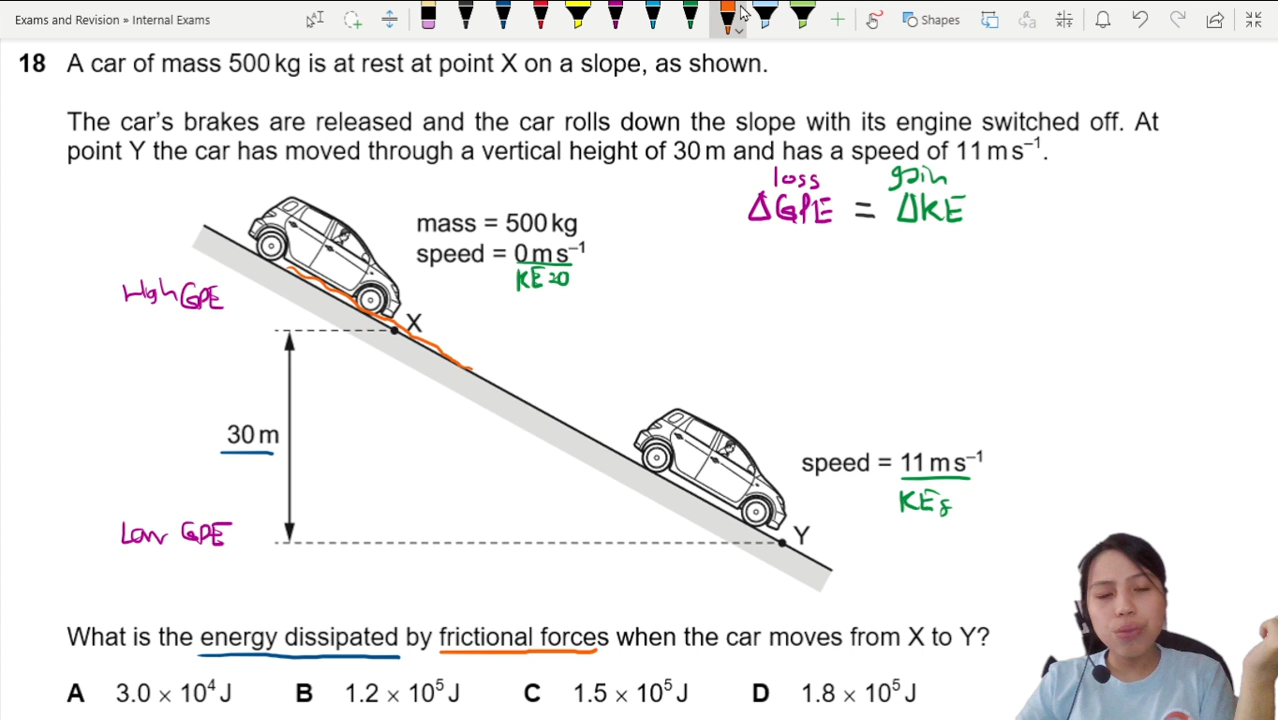 Exams and Revision » Internal Exams
Shapes
18 A car of mass 500 kg is at rest at point X on a slope, as shown.
The car's brakes are released and the car rolls down the slope with its engine switched off. At
point Y the car has moved through a vertical height of 30 m and has a speed of 11 m s⁻¹.
loss gain
ΔGPE = ΔKE
mass = 500 kg
speed = 0 m s⁻¹
KE=0
High GPE
X
30 m
speed = 11 m s⁻¹
KE
Low GPE
Y
What is the energy dissipated by frictional forces when the car moves from X to Y?
A 3.0 × 10⁴ J B 1.2 × 10⁵ J C 1.5 × 10⁵ J D 1.8 × 10⁵ J